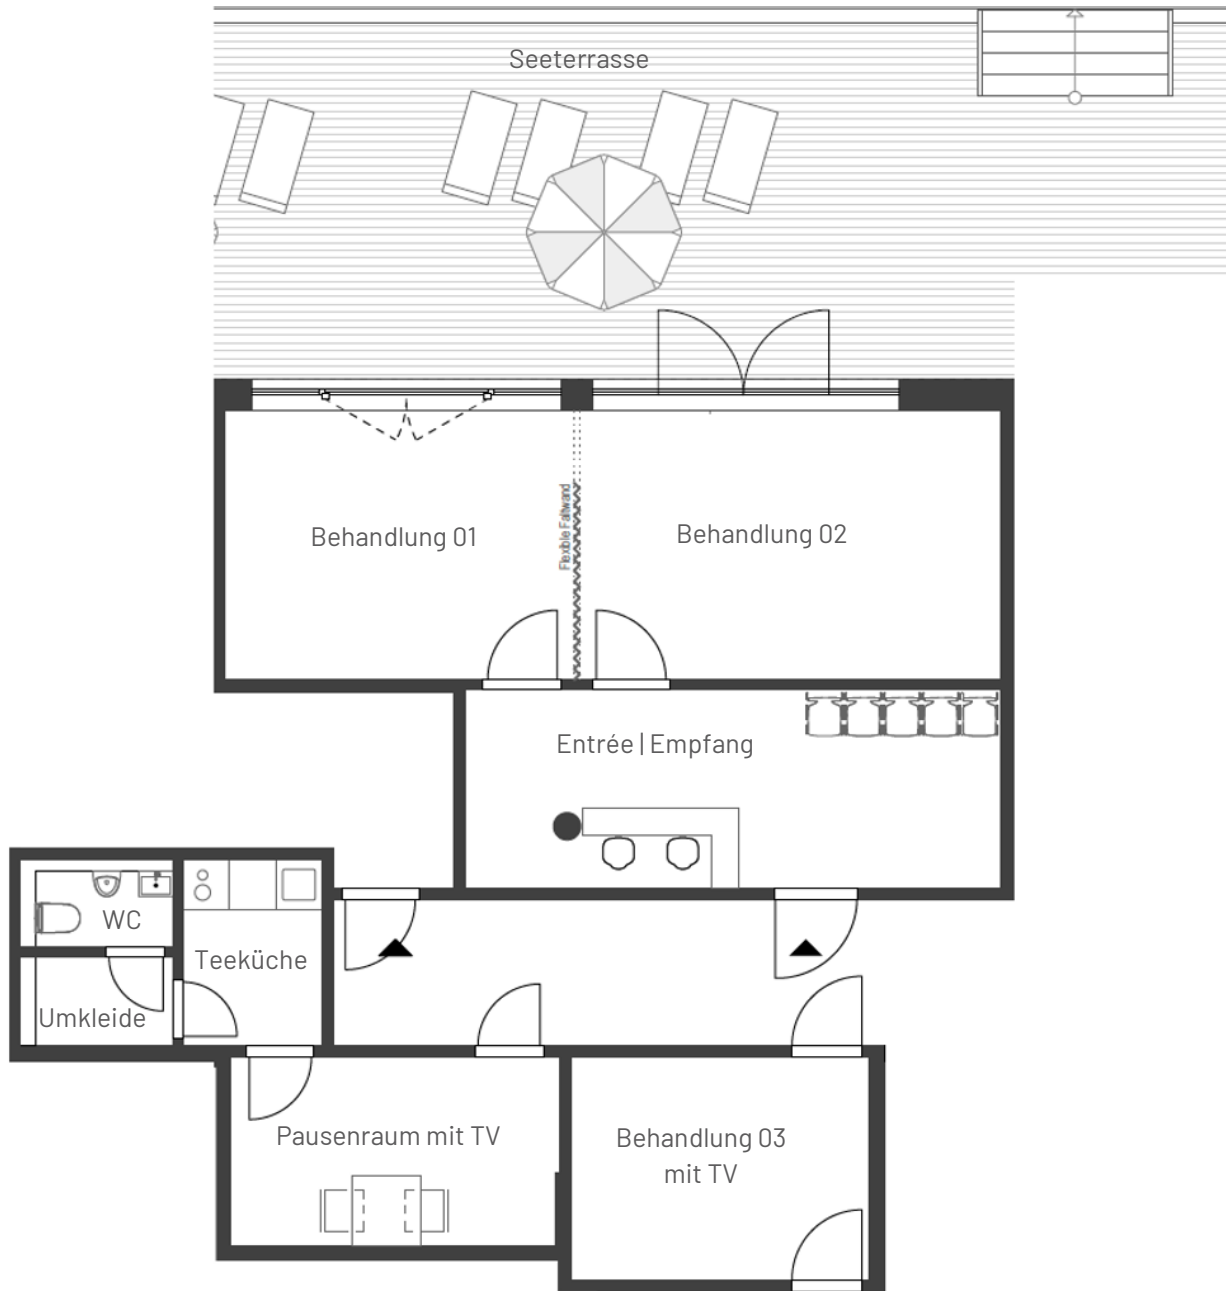 Seeterrasse
Behandlung 01
Flexible Faltwand
Behandlung 02
Entrée | Empfang
WC
Teeküche
Umkleide
Pausenraum mit TV
Behandlung 03
mit TV